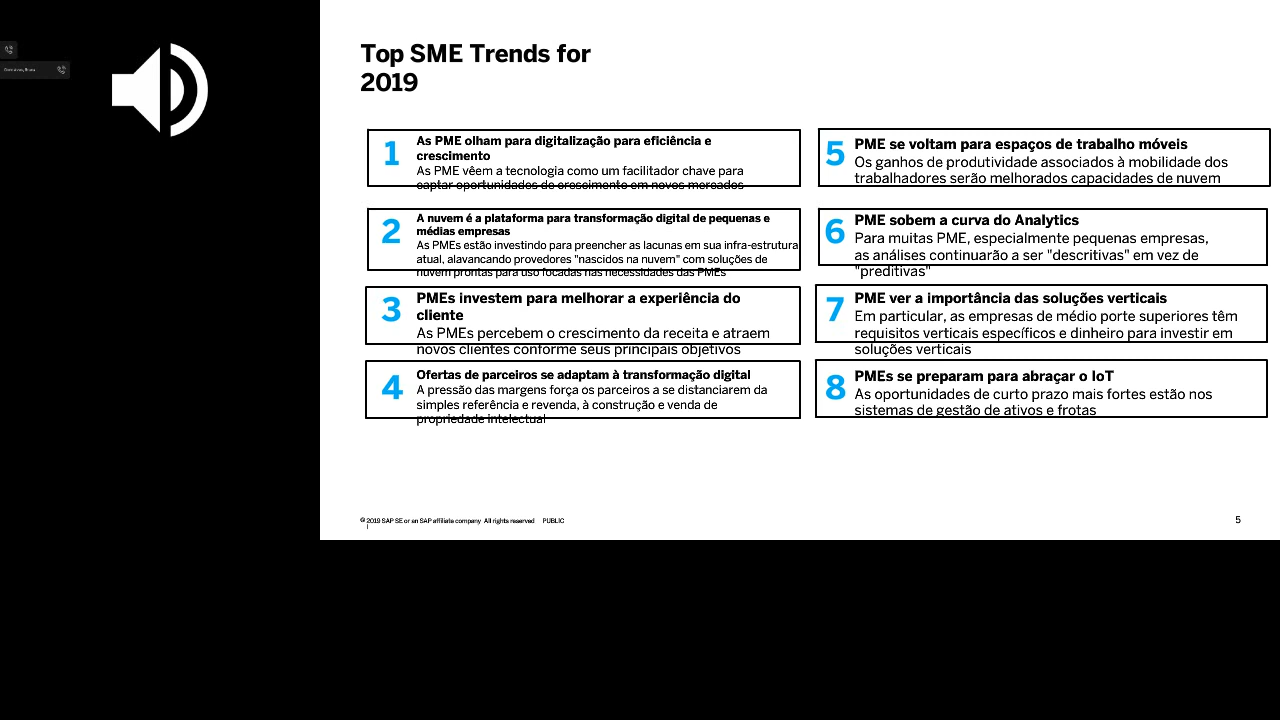 Top SME Trends for
2019
1
As PME olham para digitalização para eficiência e
crescimento
As PME vêem a tecnologia como um facilitador chave para
captar oportunidades de crescimento em novos mercados
2
A nuvem é a plataforma para transformação digital de pequenas e
médias empresas
As PMEs estão investindo para preencher as lacunas em sua infra-estrutura
atual, alavancando provedores "nascidos na nuvem" com soluções de
nuvem prontas para uso focadas nas necessidades das PMEs
3
PMEs investem para melhorar a experiência do
cliente
As PMEs percebem o crescimento da receita e atraem
novos clientes conforme seus principais objetivos
4
Ofertas de parceiros se adaptam à transformação digital
A pressão das margens força os parceiros a se distanciarem da
simples referência e revenda, à construção e venda de
propriedade intelectual
5
PME se voltam para espaços de trabalho móveis
Os ganhos de produtividade associados à mobilidade dos
trabalhadores serão melhorados capacidades de nuvem
6
PME sobem a curva do Analytics
Para muitas PME, especialmente pequenas empresas,
as análises continuarão a ser "descritivas" em vez de
"preditivas"
7
PME ver a importância das soluções verticais
Em particular, as empresas de médio porte superiores têm
requisitos verticais específicos e dinheiro para investir em
soluções verticais
8
PMEs se preparam para abraçar o IoT
As oportunidades de curto prazo mais fortes estão nos
sistemas de gestão de ativos e frotas
© 2019 SAP SE or an SAP affiliate company All rights reserved | PUBLIC
5